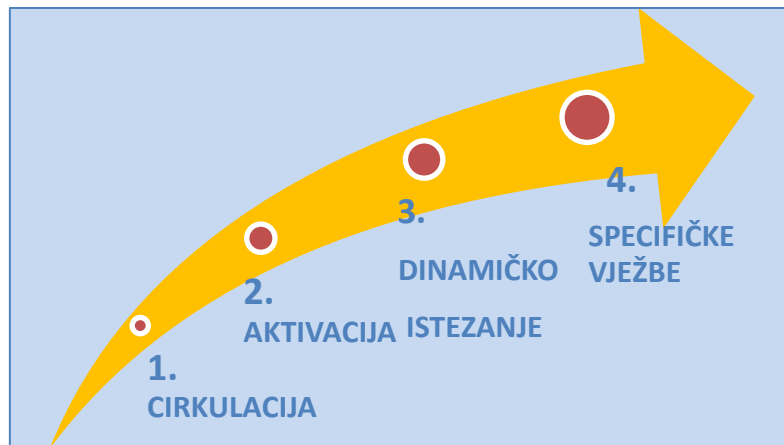 1.
CIRKULACIJA
2.
AKTIVACIJA
3.
DINAMIČKO
ISTEZANJE
4.
SPECIFIČKE
VJEŽBE